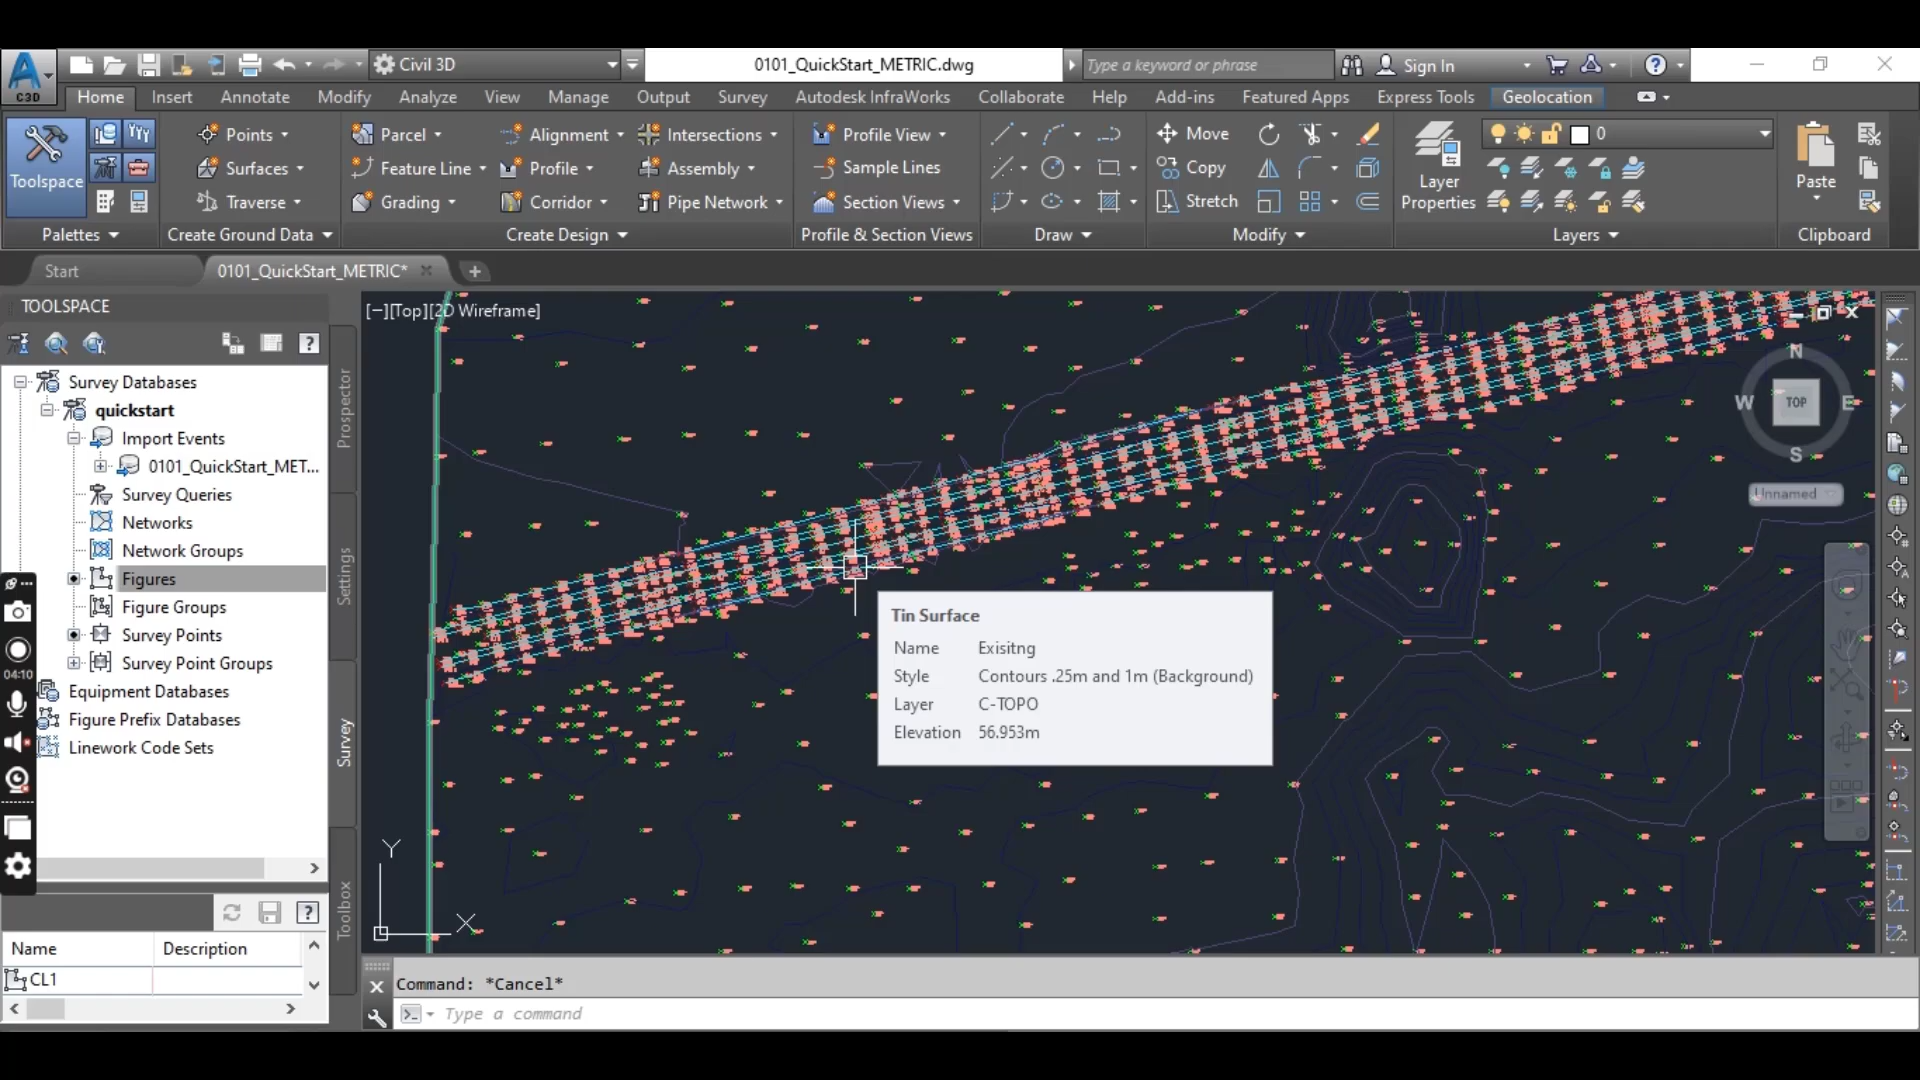 C3D
Civil 3D
0101_QuickStart_METRIC.dwg
Type a keyword or phrase
Sign In
Home
Insert
Annotate
Modify
Analyze
View
Manage
Output
Survey
Autodesk InfraWorks
Collaborate
Help
Add-ins
Featured Apps
Express Tools
Geolocation
Toolspace
Palettes
Points
Surfaces
Traverse
Create Ground Data
Parcel
Feature Line
Grading
Alignment
Profile
Corridor
Intersections
Assembly
Pipe Network
Create Design
Profile View
Sample Lines
Section Views
Profile & Section Views
Draw
Move
Copy
Stretch
Modify
Layer
Properties
0
Layers
Paste
Clipboard
Start
0101_QuickStart_METRIC*
TOOLSPACE
Survey Databases
quickstart
Import Events
0101_QuickStart_MET...
Survey Queries
Networks
Network Groups
Figures
Figure Groups
Survey Points
Survey Point Groups
Equipment Databases
Figure Prefix Databases
Linework Code Sets
04:10
Prospector
Settings
Survey
Toolbox
Name Description
CL1
[−][Top][2D Wireframe]
N
W TOP E
S
Unnamed
Tin Surface
Name Exisitng
Style Contours .25m and 1m (Background)
Layer C-TOPO
Elevation 56.953m
Y
X
Command: *Cancel*
Type a command